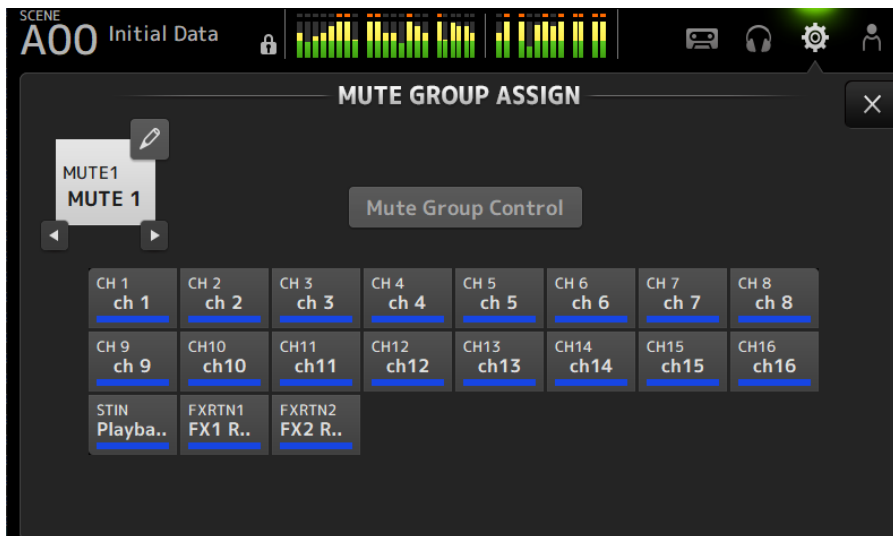 SCENE
A00 Initial Data
MUTE GROUP ASSIGN
MUTE1
MUTE 1
Mute Group Control
CH 1 CH 2 CH 3 CH 4 CH 5 CH 6 CH 7 CH 8
ch 1 ch 2 ch 3 ch 4 ch 5 ch 6 ch 7 ch 8
CH 9 CH10 CH11 CH12 CH13 CH14 CH15 CH16
ch 9 ch10 ch11 ch12 ch13 ch14 ch15 ch16
STIN FXRTN1 FXRTN2
Playba.. FX1 R.. FX2 R..